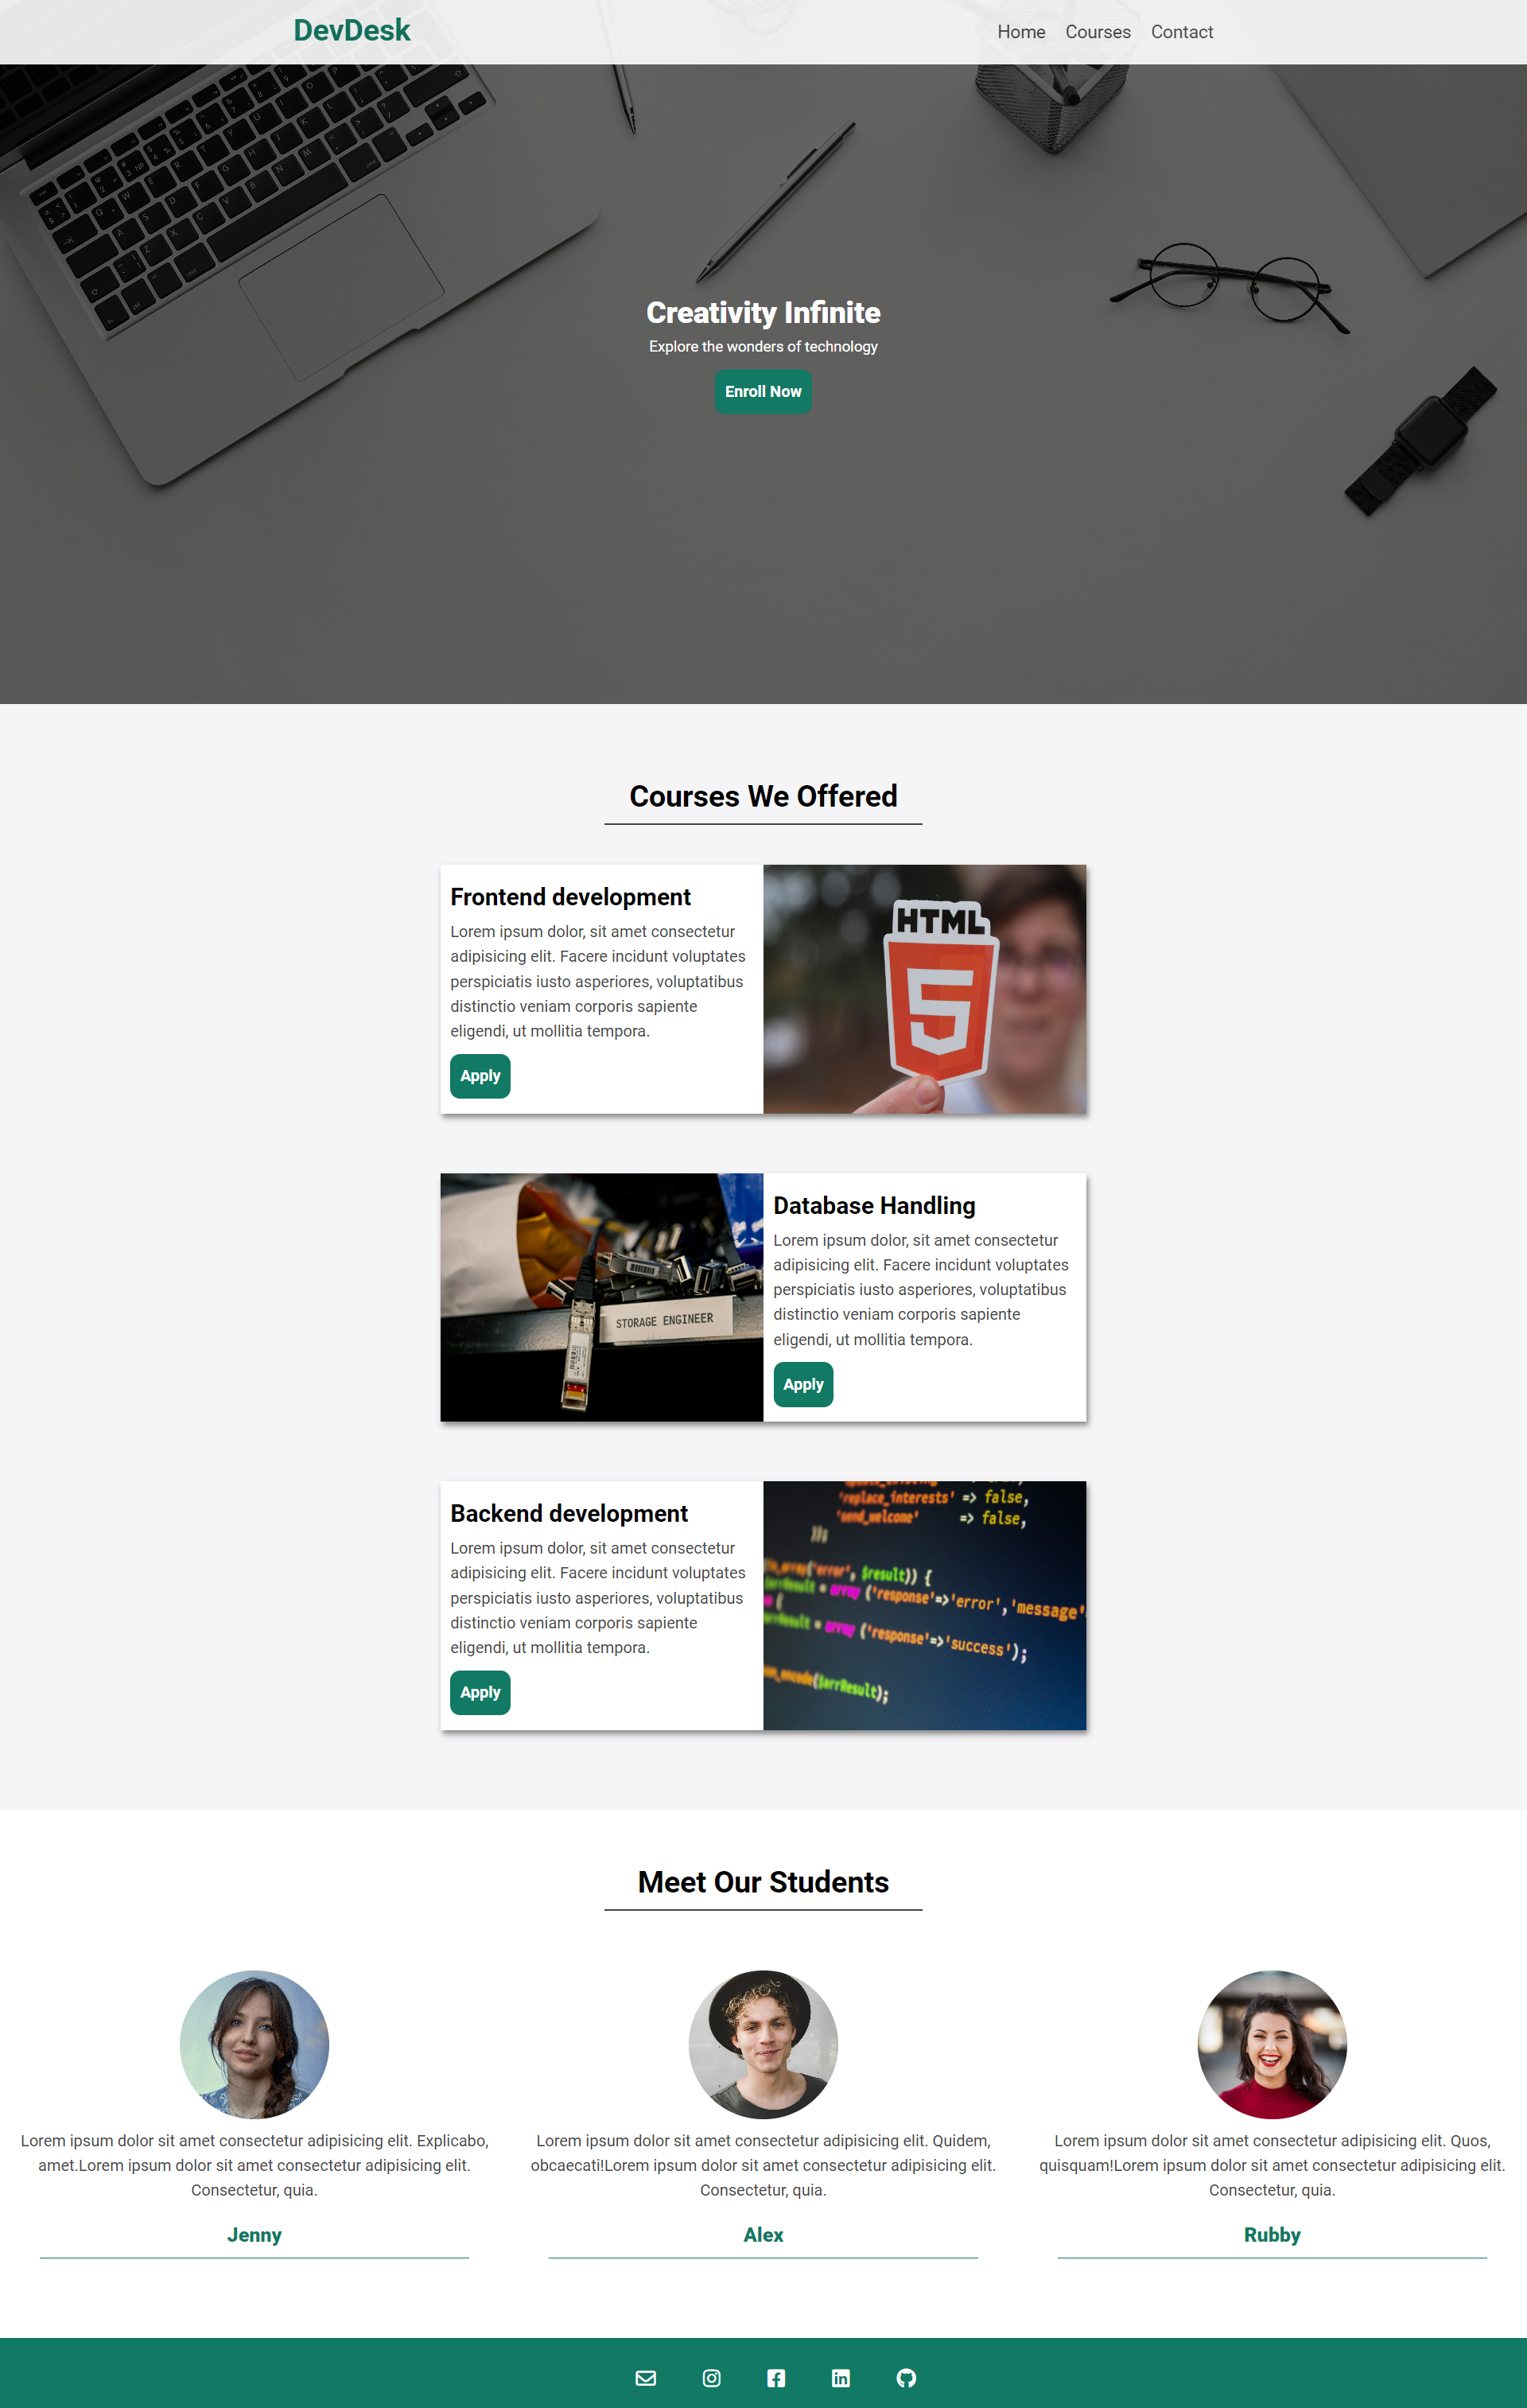 DevDesk
Home Courses Contact
Creativity Infinite
Explore the wonders of technology
Enroll Now
Courses We Offered
Frontend development
Lorem ipsum dolor, sit amet consectetur
adipisicing elit. Facere incidunt voluptates
perspiciatis iusto asperiores, voluptatibus
distinctio veniam corporis sapiente
eligendi, ut mollitia tempora.
Apply
HTML
5
STORAGE ENGINEER
Database Handling
Lorem ipsum dolor, sit amet consectetur
adipisicing elit. Facere incidunt voluptates
perspiciatis iusto asperiores, voluptatibus
distinctio veniam corporis sapiente
eligendi, ut mollitia tempora.
Apply
Backend development
Lorem ipsum dolor, sit amet consectetur
adipisicing elit. Facere incidunt voluptates
perspiciatis iusto asperiores, voluptatibus
distinctio veniam corporis sapiente
eligendi, ut mollitia tempora.
Apply
'replace_interests' => false,
'send_welcome' => false,
));
('error', $result)) {
= array ('response'=>'error','message'
= array ('response'=>'success');
($arrResult);
Meet Our Students
Lorem ipsum dolor sit amet consectetur adipisicing elit. Explicabo,
amet.Lorem ipsum dolor sit amet consectetur adipisicing elit.
Consectetur, quia.
Jenny
Lorem ipsum dolor sit amet consectetur adipisicing elit. Quidem,
obcaecati!Lorem ipsum dolor sit amet consectetur adipisicing elit.
Consectetur, quia.
Alex
Lorem ipsum dolor sit amet consectetur adipisicing elit. Quos,
quisquam!Lorem ipsum dolor sit amet consectetur adipisicing elit.
Consectetur, quia.
Rubby